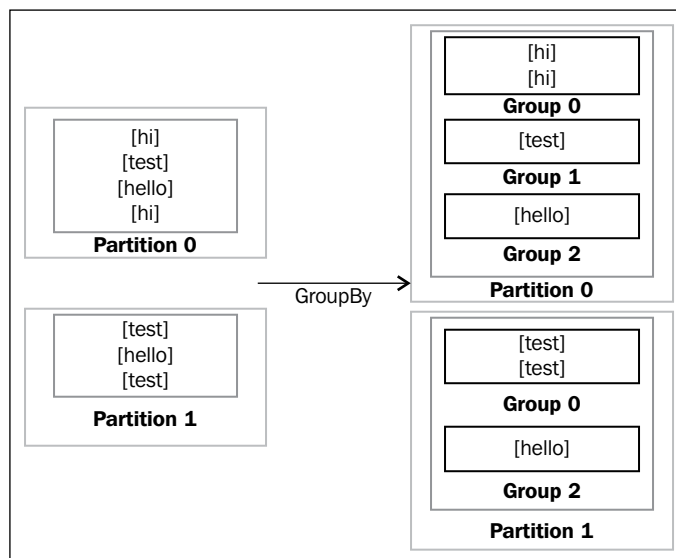 [hi]
[test]
[hello]
[hi]
Partition 0
[test]
[hello]
[test]
Partition 1
GroupBy
[hi]
[hi]
Group 0
[test]
Group 1
[hello]
Group 2
Partition 0
[test]
[test]
Group 0
[hello]
Group 2
Partition 1